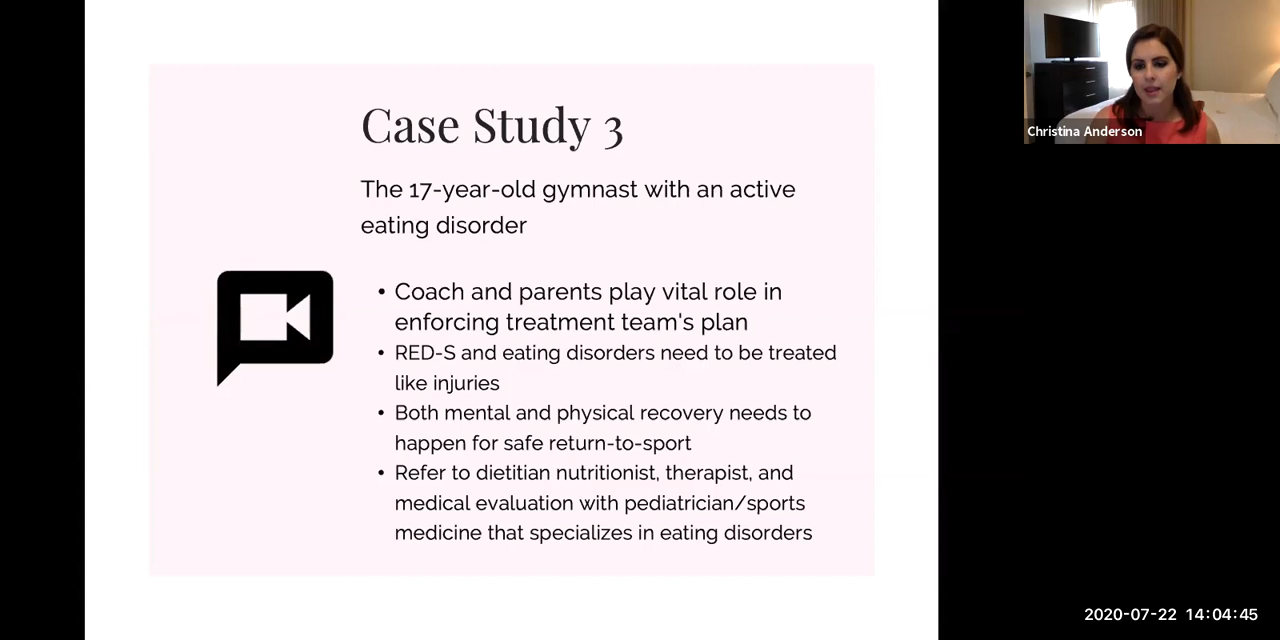 Case Study 3
The 17-year-old gymnast with an active
eating disorder
• Coach and parents play vital role in
enforcing treatment team's plan
• RED-S and eating disorders need to be treated
like injuries
• Both mental and physical recovery needs to
happen for safe return-to-sport
• Refer to dietitian nutritionist, therapist, and
medical evaluation with pediatrician/sports
medicine that specializes in eating disorders
Christina Anderson
2020-07-22 14:04:45